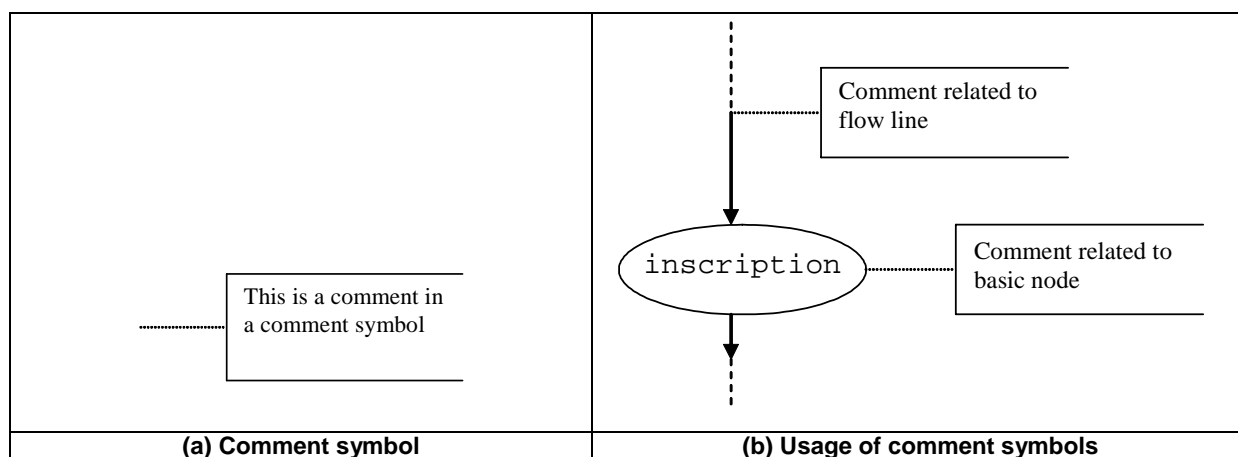 This is a comment in
a comment symbol
(a) Comment symbol
Comment related to
flow line
inscription
Comment related to
basic node
(b) Usage of comment symbols